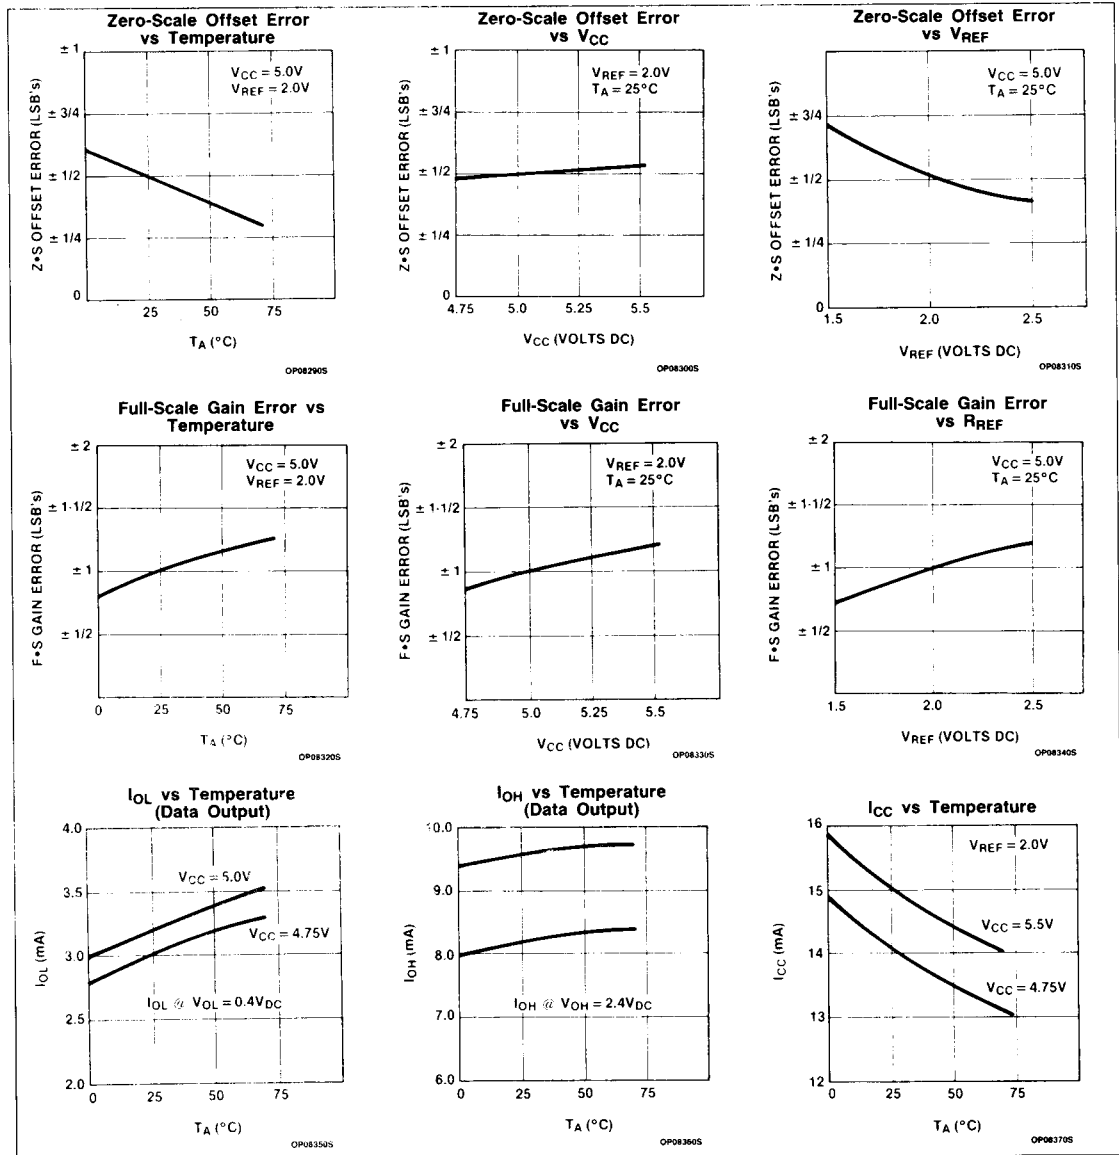 Zero-Scale Offset Error
vs Temperature
± 1
± 3/4
± 1/2
± 1/4
0
Z•S OFFSET ERROR (LSB's)
VCC = 5.0V
VREF = 2.0V
25
50
75
TA (°C)
OP08290S
Zero-Scale Offset Error
vs VCC
± 1
± 3/4
± 1/2
± 1/4
0
Z•S OFFSET ERROR (LSB's)
VREF = 2.0V
TA = 25°C
4.75
5.0
5.25
5.5
VCC (VOLTS DC)
OP08300S
Zero-Scale Offset Error
vs VREF
± 1
± 3/4
± 1/2
± 1/4
0
Z•S OFFSET ERROR (LSB's)
VCC = 5.0V
TA = 25°C
1.5
2.0
2.5
VREF (VOLTS DC)
OP08310S
Full-Scale Gain Error vs
Temperature
± 2
± 1-1/2
± 1
± 1/2
F•S GAIN ERROR (LSB's)
VCC = 5.0V
VREF = 2.0V
0
25
50
75
TA (°C)
OP08320S
Full-Scale Gain Error
vs VCC
± 2
± 1-1/2
± 1
± 1/2
F•S GAIN ERROR (LSB's)
VREF = 2.0V
TA = 25°C
4.75
5.0
5.25
5.5
VCC (VOLTS DC)
OP08330S
Full-Scale Gain Error
vs RREF
± 2
± 1-1/2
± 1
± 1/2
F•S GAIN ERROR (LSB's)
VCC = 5.0V
TA = 25°C
1.5
2.0
2.5
VREF (VOLTS DC)
OP08340S
IOL vs Temperature
(Data Output)
4.0
3.5
3.0
2.5
2.0
IOL (mA)
VCC = 5.0V
VCC = 4.75V
IOL @ VOL = 0.4VDC
0
25
50
75
TA (°C)
OP08350S
IOH vs Temperature
(Data Output)
10.0
9.0
8.0
7.0
6.0
IOH (mA)
IOH @ VOH = 2.4VDC
0
25
50
75
TA (°C)
OP08360S
ICC vs Temperature
16
15
14
13
12
ICC (mA)
VREF = 2.0V
VCC = 5.5V
VCC = 4.75V
0
25
50
75
TA (°C)
OP08370S